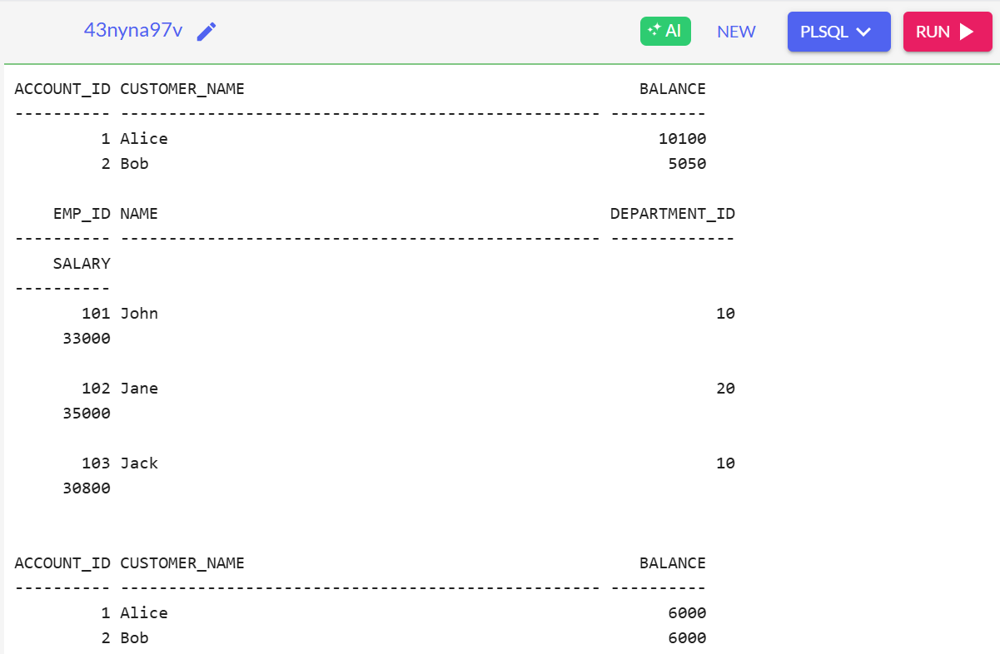 43nyna97v AI NEW PLSQL RUN
ACCOUNT_ID CUSTOMER_NAME                                         BALANCE
---------- -------------------------------------------------- ----------
         1 Alice                                                   10100
         2 Bob                                                      5050
    EMP_ID NAME                                               DEPARTMENT_ID
---------- -------------------------------------------------- -------------
    SALARY
----------
       101 John                                                          10
     33000
       102 Jane                                                          20
     35000
       103 Jack                                                          10
     30800
ACCOUNT_ID CUSTOMER_NAME                                         BALANCE
---------- -------------------------------------------------- ----------
         1 Alice                                                    6000
         2 Bob                                                      6000